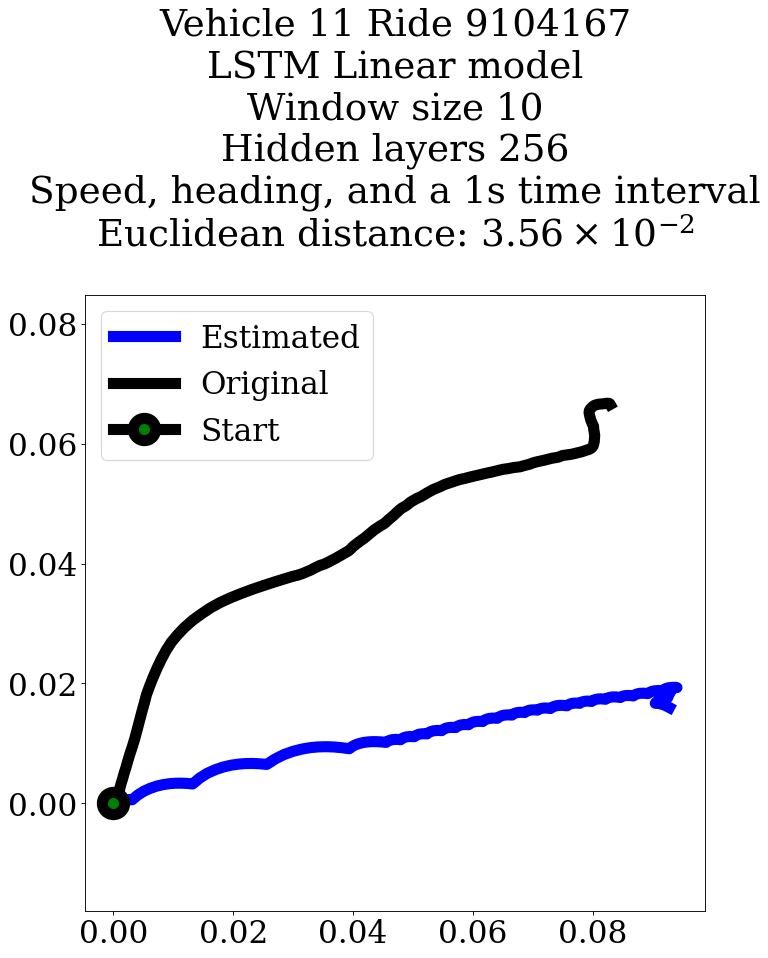 Vehicle 11 Ride 9104167
LSTM Linear model
Window size 10
Hidden layers 256
Speed, heading, and a 1s time interval
Euclidean distance: 3.56 × 10⁻²
Estimated
Original
Start
0.08
0.06
0.04
0.02
0.00
0.00 0.02 0.04 0.06 0.08